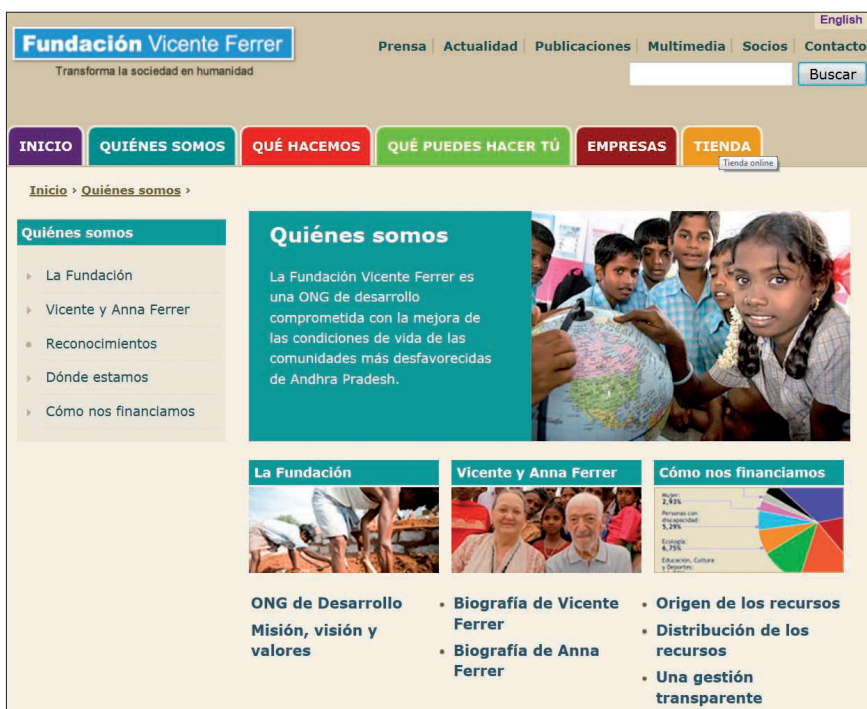 English
Fundación Vicente Ferrer
Transforma la sociedad en humanidad
Prensa Actualidad Publicaciones Multimedia Socios Contacto
Buscar
INICIO QUIÉNES SOMOS QUÉ HACEMOS QUÉ PUEDES HACER TÚ EMPRESAS TIENDA
Tienda online
Inicio › Quiénes somos ›
Quiénes somos
La Fundación
Vicente y Anna Ferrer
Reconocimientos
Dónde estamos
Cómo nos financiamos
Quiénes somos
La Fundación Vicente Ferrer es
una ONG de desarrollo
comprometida con la mejora de
las condiciones de vida de las
comunidades más desfavorecidas
de Andhra Pradesh.
La Fundación
ONG de Desarrollo
Misión, visión y
valores
Vicente y Anna Ferrer
• Biografía de Vicente
Ferrer
• Biografía de Anna
Ferrer
Cómo nos financiamos
Mujer:
2,93%
Personas con
discapacidad:
5,29%
Ecología:
6,75%
Educación, Cultura
y Deportes:
• Origen de los recursos
• Distribución de los
recursos
• Una gestión
transparente